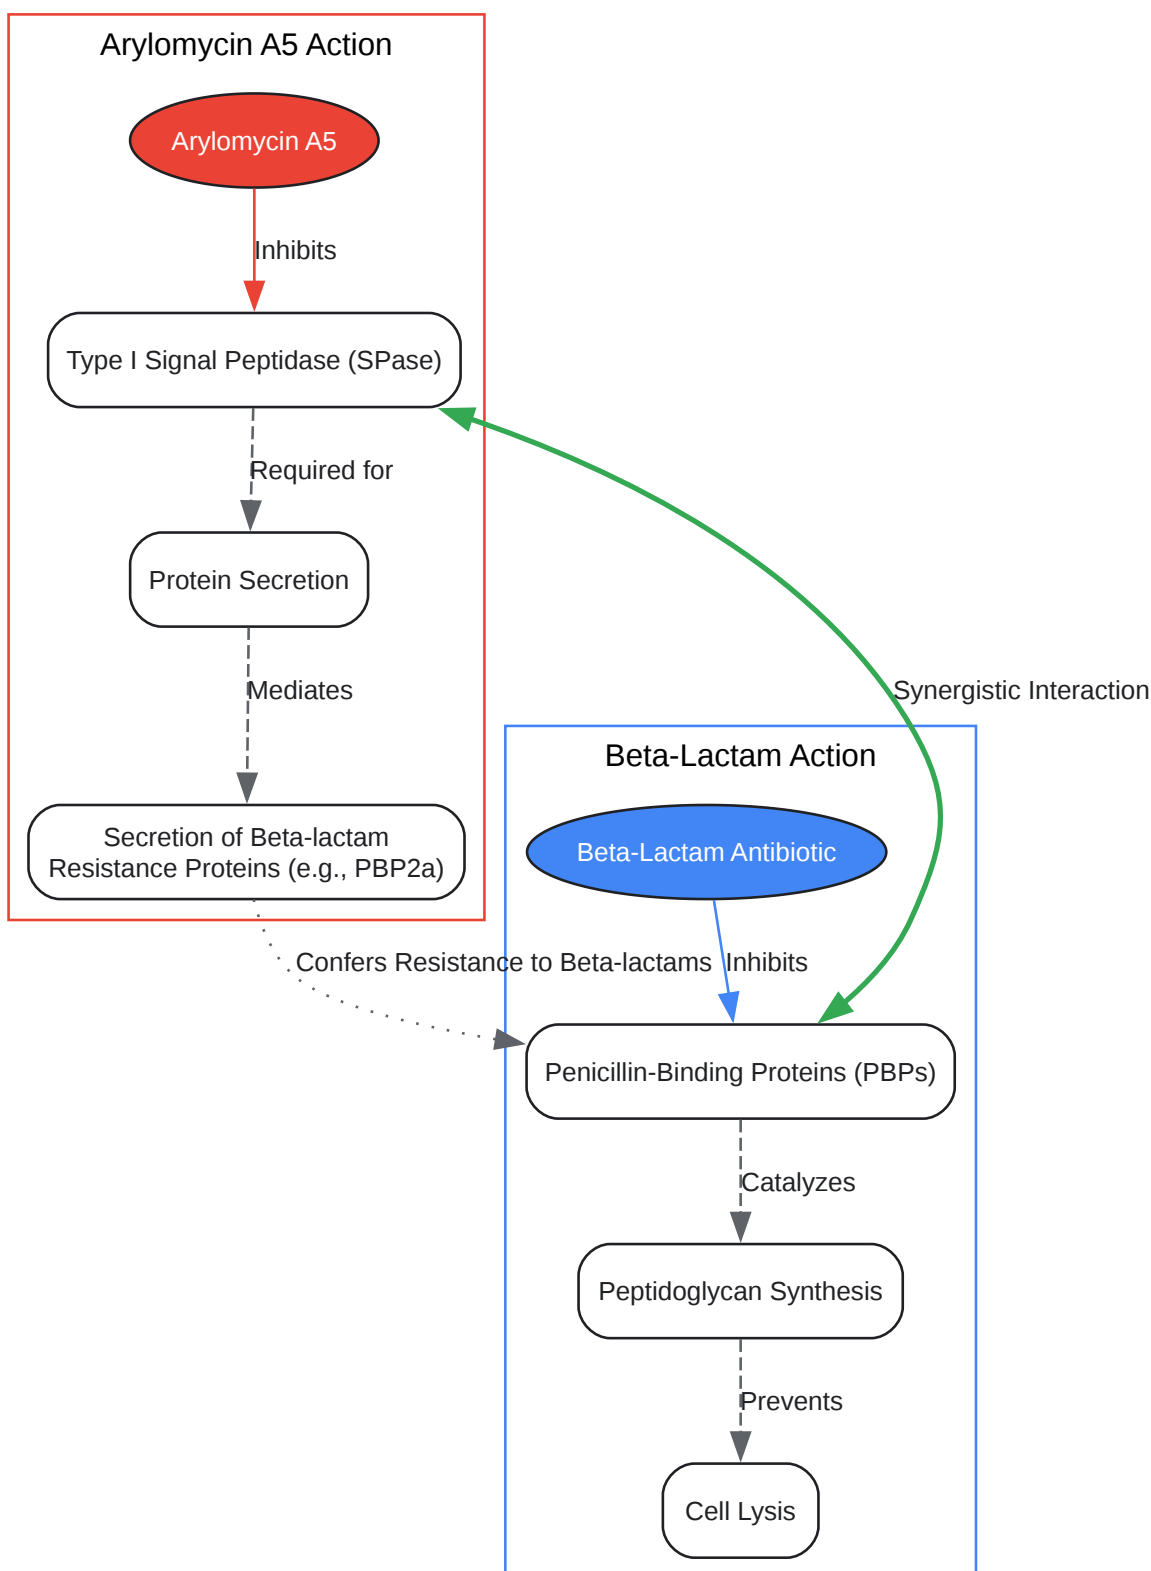 Arylomycin A5 Action
Arylomycin A5
Inhibits
Type I Signal Peptidase (SPase)
Required for
Protein Secretion
Mediates
Synergistic Interaction
Beta-Lactam Action
Secretion of Beta-lactam
Resistance Proteins (e.g., PBP2a)
Beta-Lactam Antibiotic
Confers Resistance to Beta-lactams
Inhibits
Penicillin-Binding Proteins (PBPs)
Catalyzes
Peptidoglycan Synthesis
Prevents
Cell Lysis